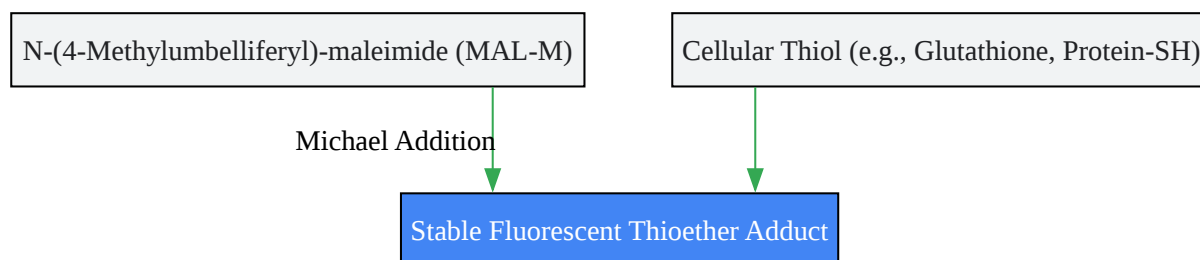 N-(4-Methylumbelliferyl)-maleimide (MAL-M)
Cellular Thiol (e.g., Glutathione, Protein-SH)
Michael Addition
Stable Fluorescent Thioether Adduct